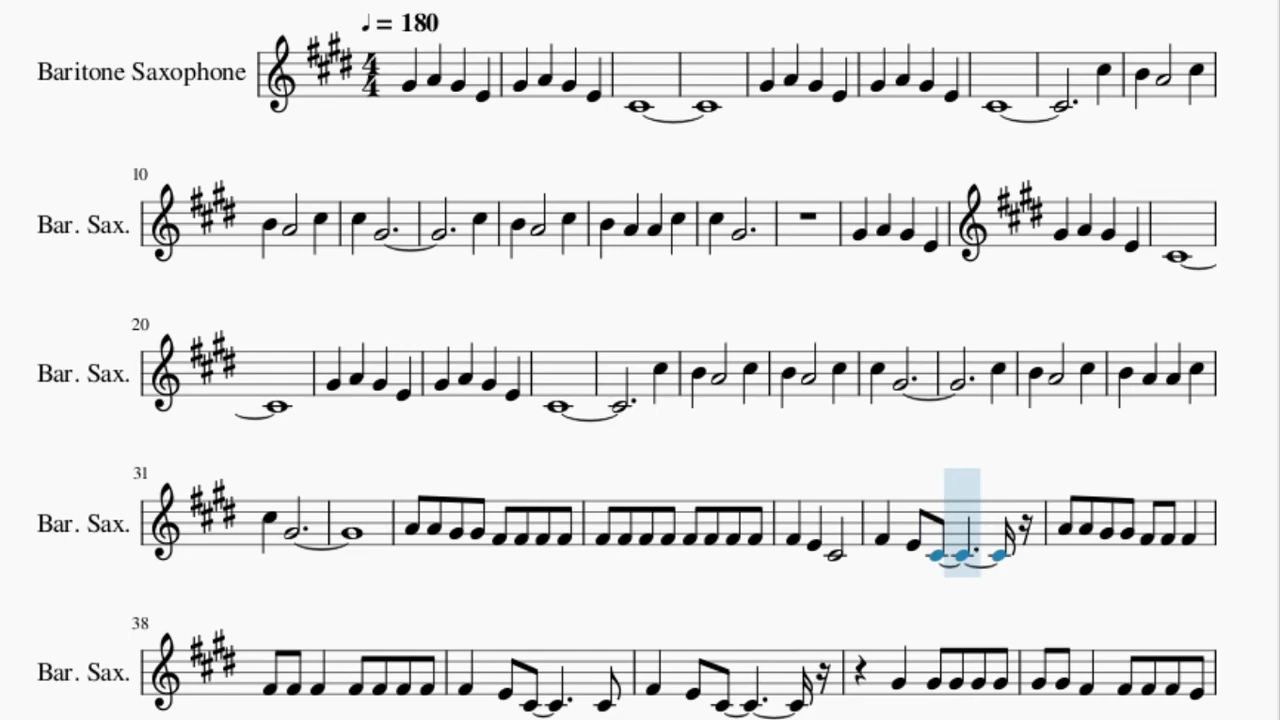 ♩ = 180
Baritone Saxophone
4
4
10
Bar. Sax.
20
Bar. Sax.
31
Bar. Sax.
38
Bar. Sax.